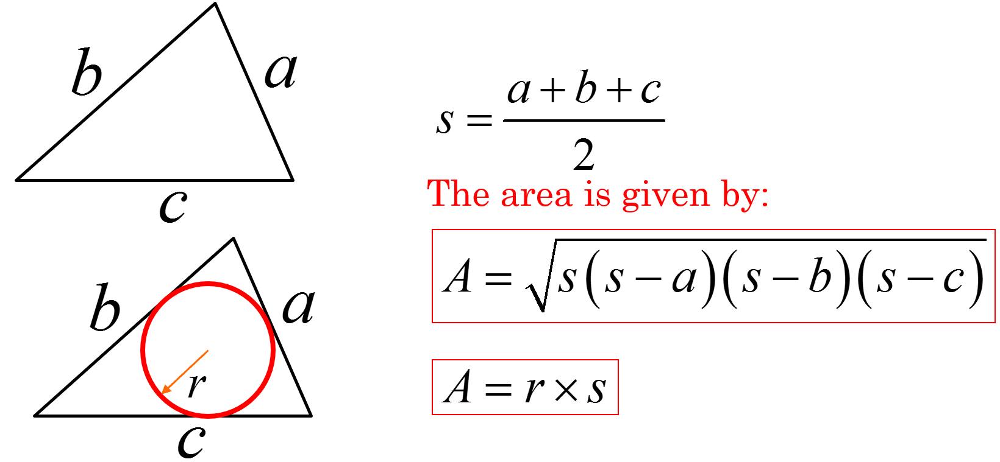 b
a
c
s = (a + b + c) / 2
The area is given by:
A = √(s(s − a)(s − b)(s − c))
b
a
r
c
A = r × s